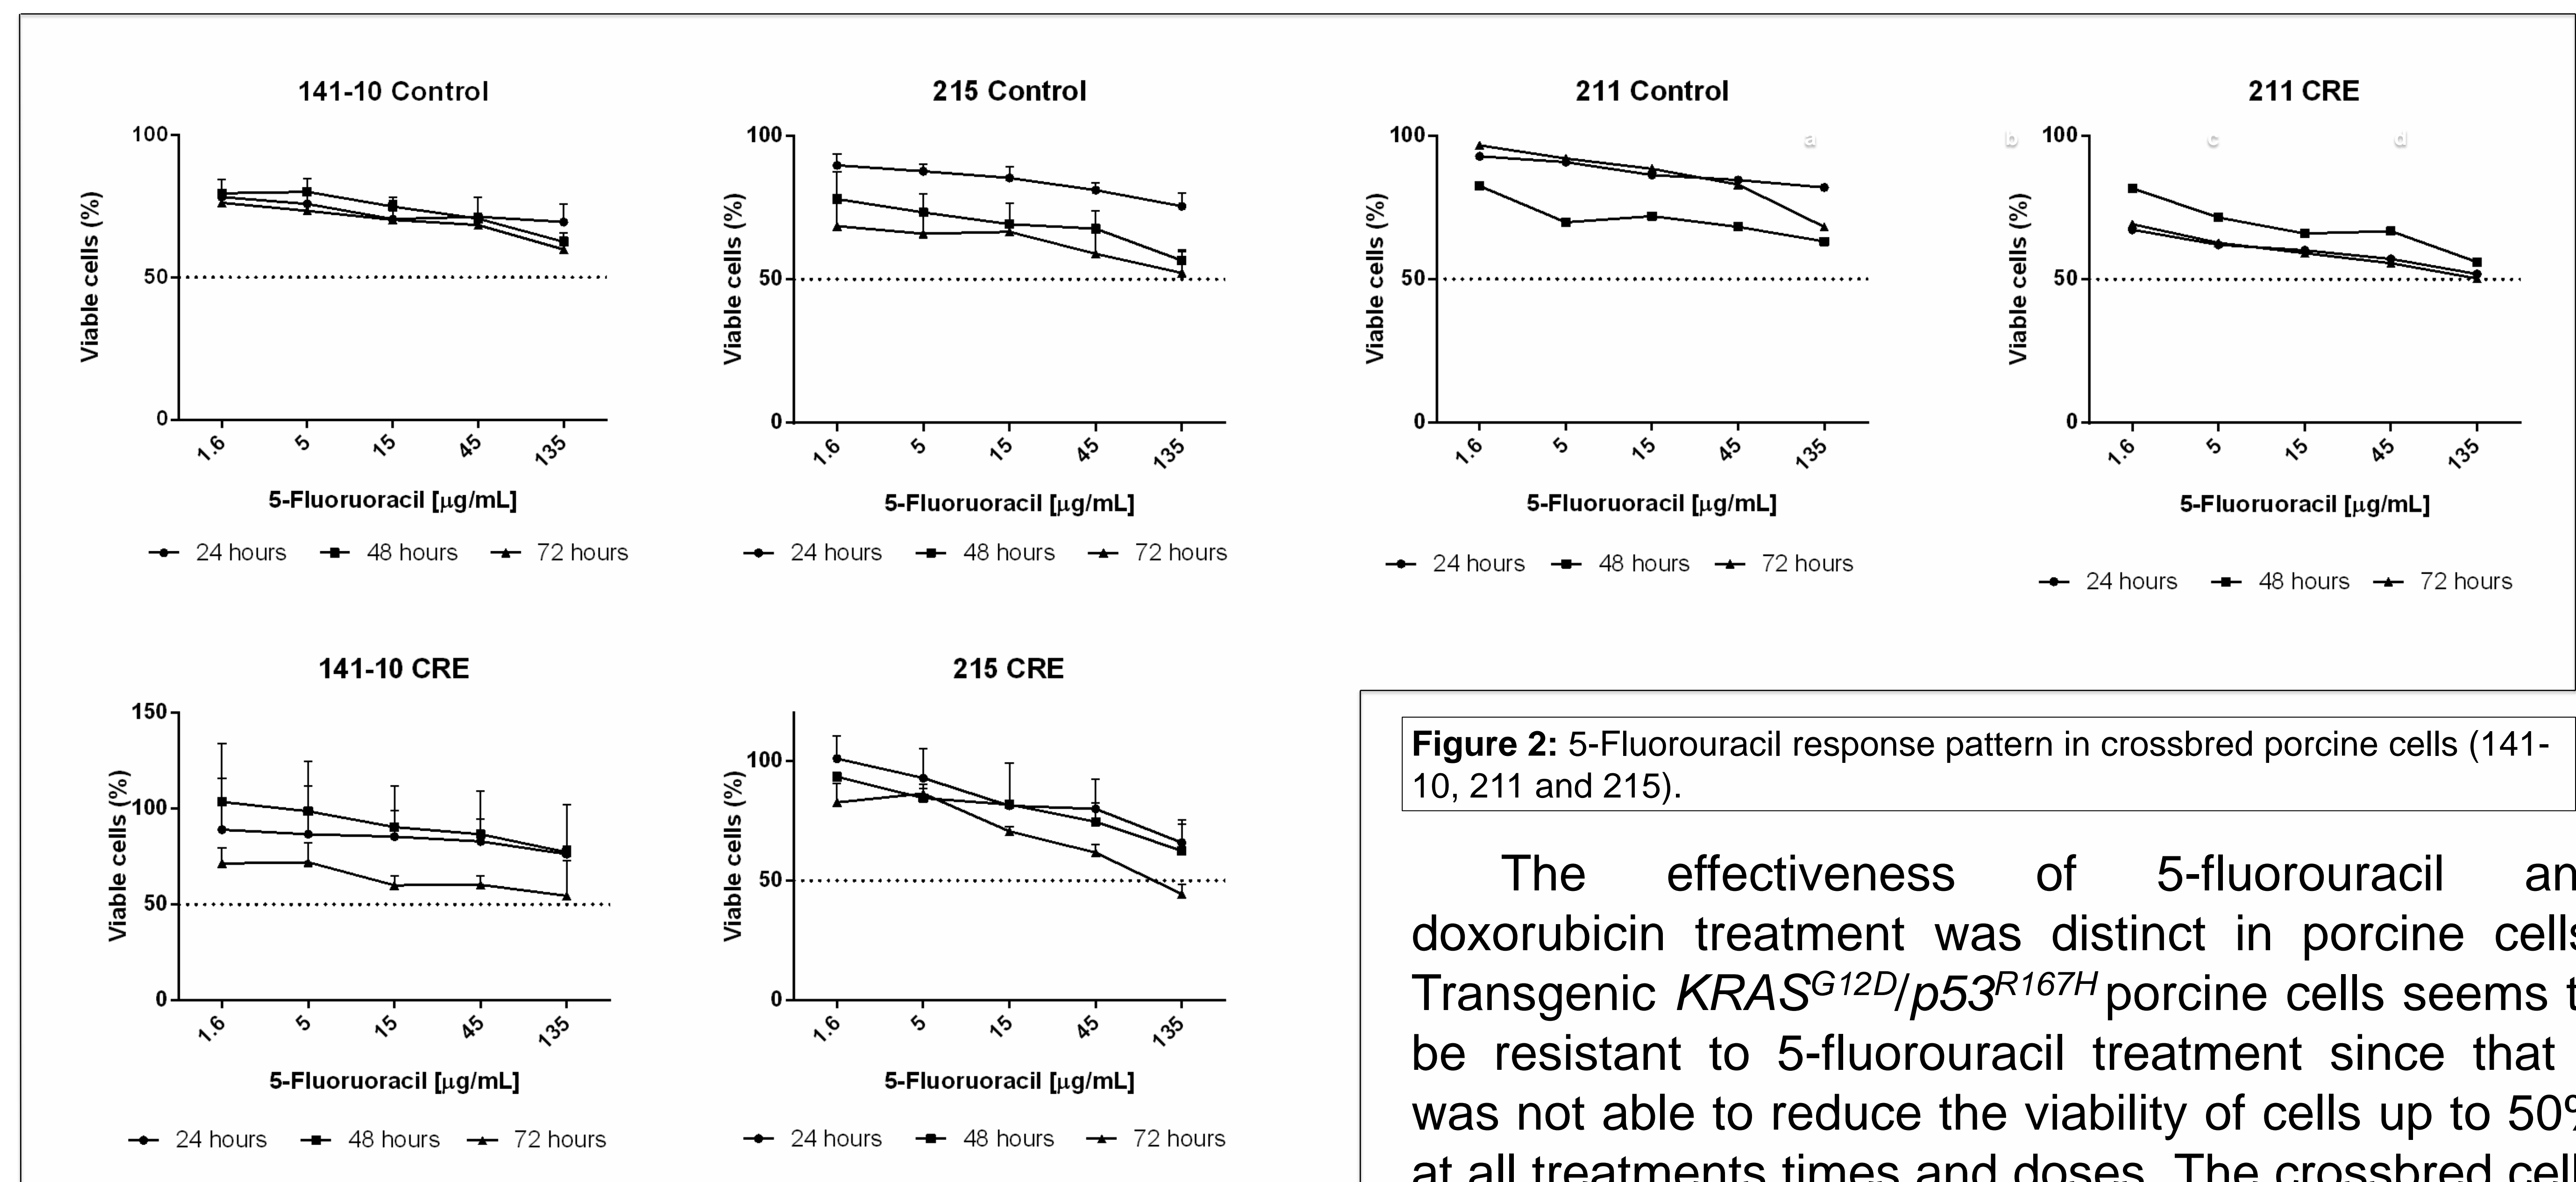 141-10 Control
100
50
0
Viable cells (%)
1.6 5 15 45 135
5-Fluoruoracil [µg/mL]
24 hours 48 hours 72 hours
215 Control
100
50
0
Viable cells (%)
1.6 5 15 45 135
5-Fluoruoracil [µg/mL]
24 hours 48 hours 72 hours
211 Control
a
100
50
0
Viable cells (%)
1.6 5 15 45 135
5-Fluoruoracil [µg/mL]
24 hours 48 hours 72 hours
b
211 CRE
c d
100
50
0
Viable cells (%)
1.6 5 15 45 135
5-Fluoruoracil [µg/mL]
24 hours 48 hours 72 hours
141-10 CRE
150
100
50
0
Viable cells (%)
1.6 5 15 45 135
5-Fluoruoracil [µg/mL]
24 hours 48 hours 72 hours
215 CRE
100
50
0
Viable cells (%)
1.6 5 15 45 135
5-Fluoruoracil [µg/mL]
24 hours 48 hours 72 hours
Figure 2: 5-Fluorouracil response pattern in crossbred porcine cells (141-
10, 211 and 215).
The effectiveness of 5-fluorouracil
doxorubicin treatment was distinct in porcine
Transgenic KRASG12D/p53R167H porcine cells seems
be resistant to 5-fluorouracil treatment since that
was not able to reduce the viability of cells up to 50%
at all treatments times and doses. The crossbred